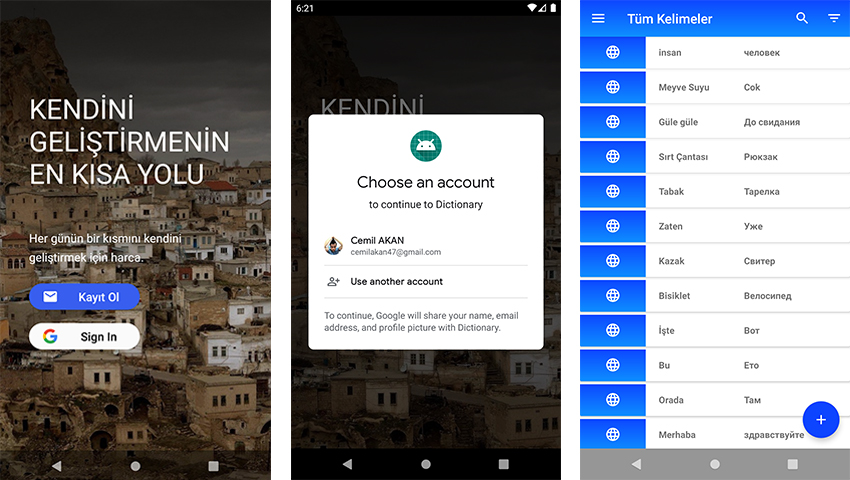 KENDİNİ
GELİŞTİRMENİN
EN KISA YOLU
Her günün bir kısmını kendini
geliştirmek için harca.
Kayıt Ol
Sign In
6:21
KENDİNİ
Choose an account
to continue to Dictionary
Cemil AKAN
cemilakan47@gmail.com
Use another account
To continue, Google will share your name, email
address, and profile picture with Dictionary.
Tüm Kelimeler
insan человек
Meyve Suyu Cok
Güle güle До свидания
Sırt Çantası Рюкзак
Tabak Тарелка
Zaten Уже
Kazak Свитер
Bisiklet Велосипед
İşte Вот
Bu Ето
Orada Там
Merhaba здравствуйте